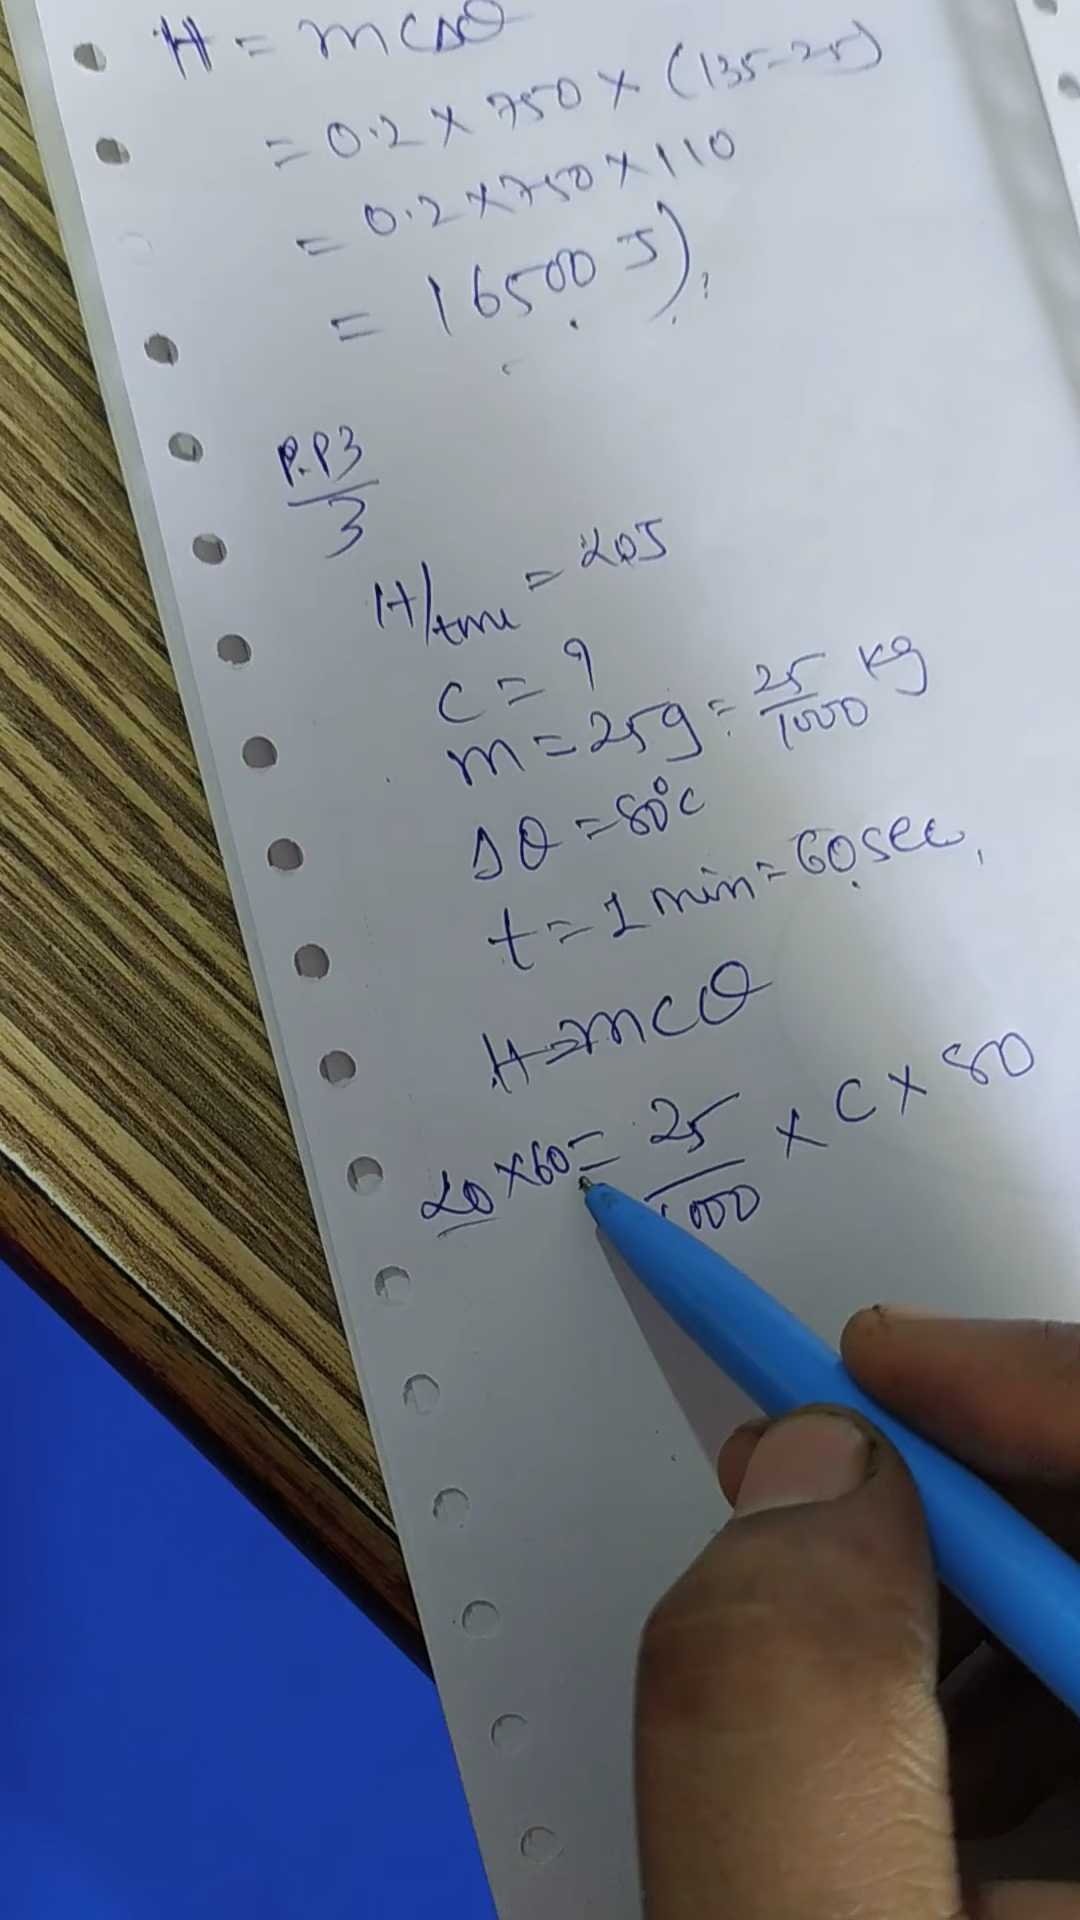 H = mcΔθ
= 0.2 × 750 × (135-25)
= 0.2 × 750 × 110
= 16500 J)
P.P3
3
H/time = 20J
c = ?
m = 25g = 25/1000 kg
Δθ = 80°C
t = 1 min = 60 sec,
H = mcθ
20 × 60 = 25/1000 × C × 80